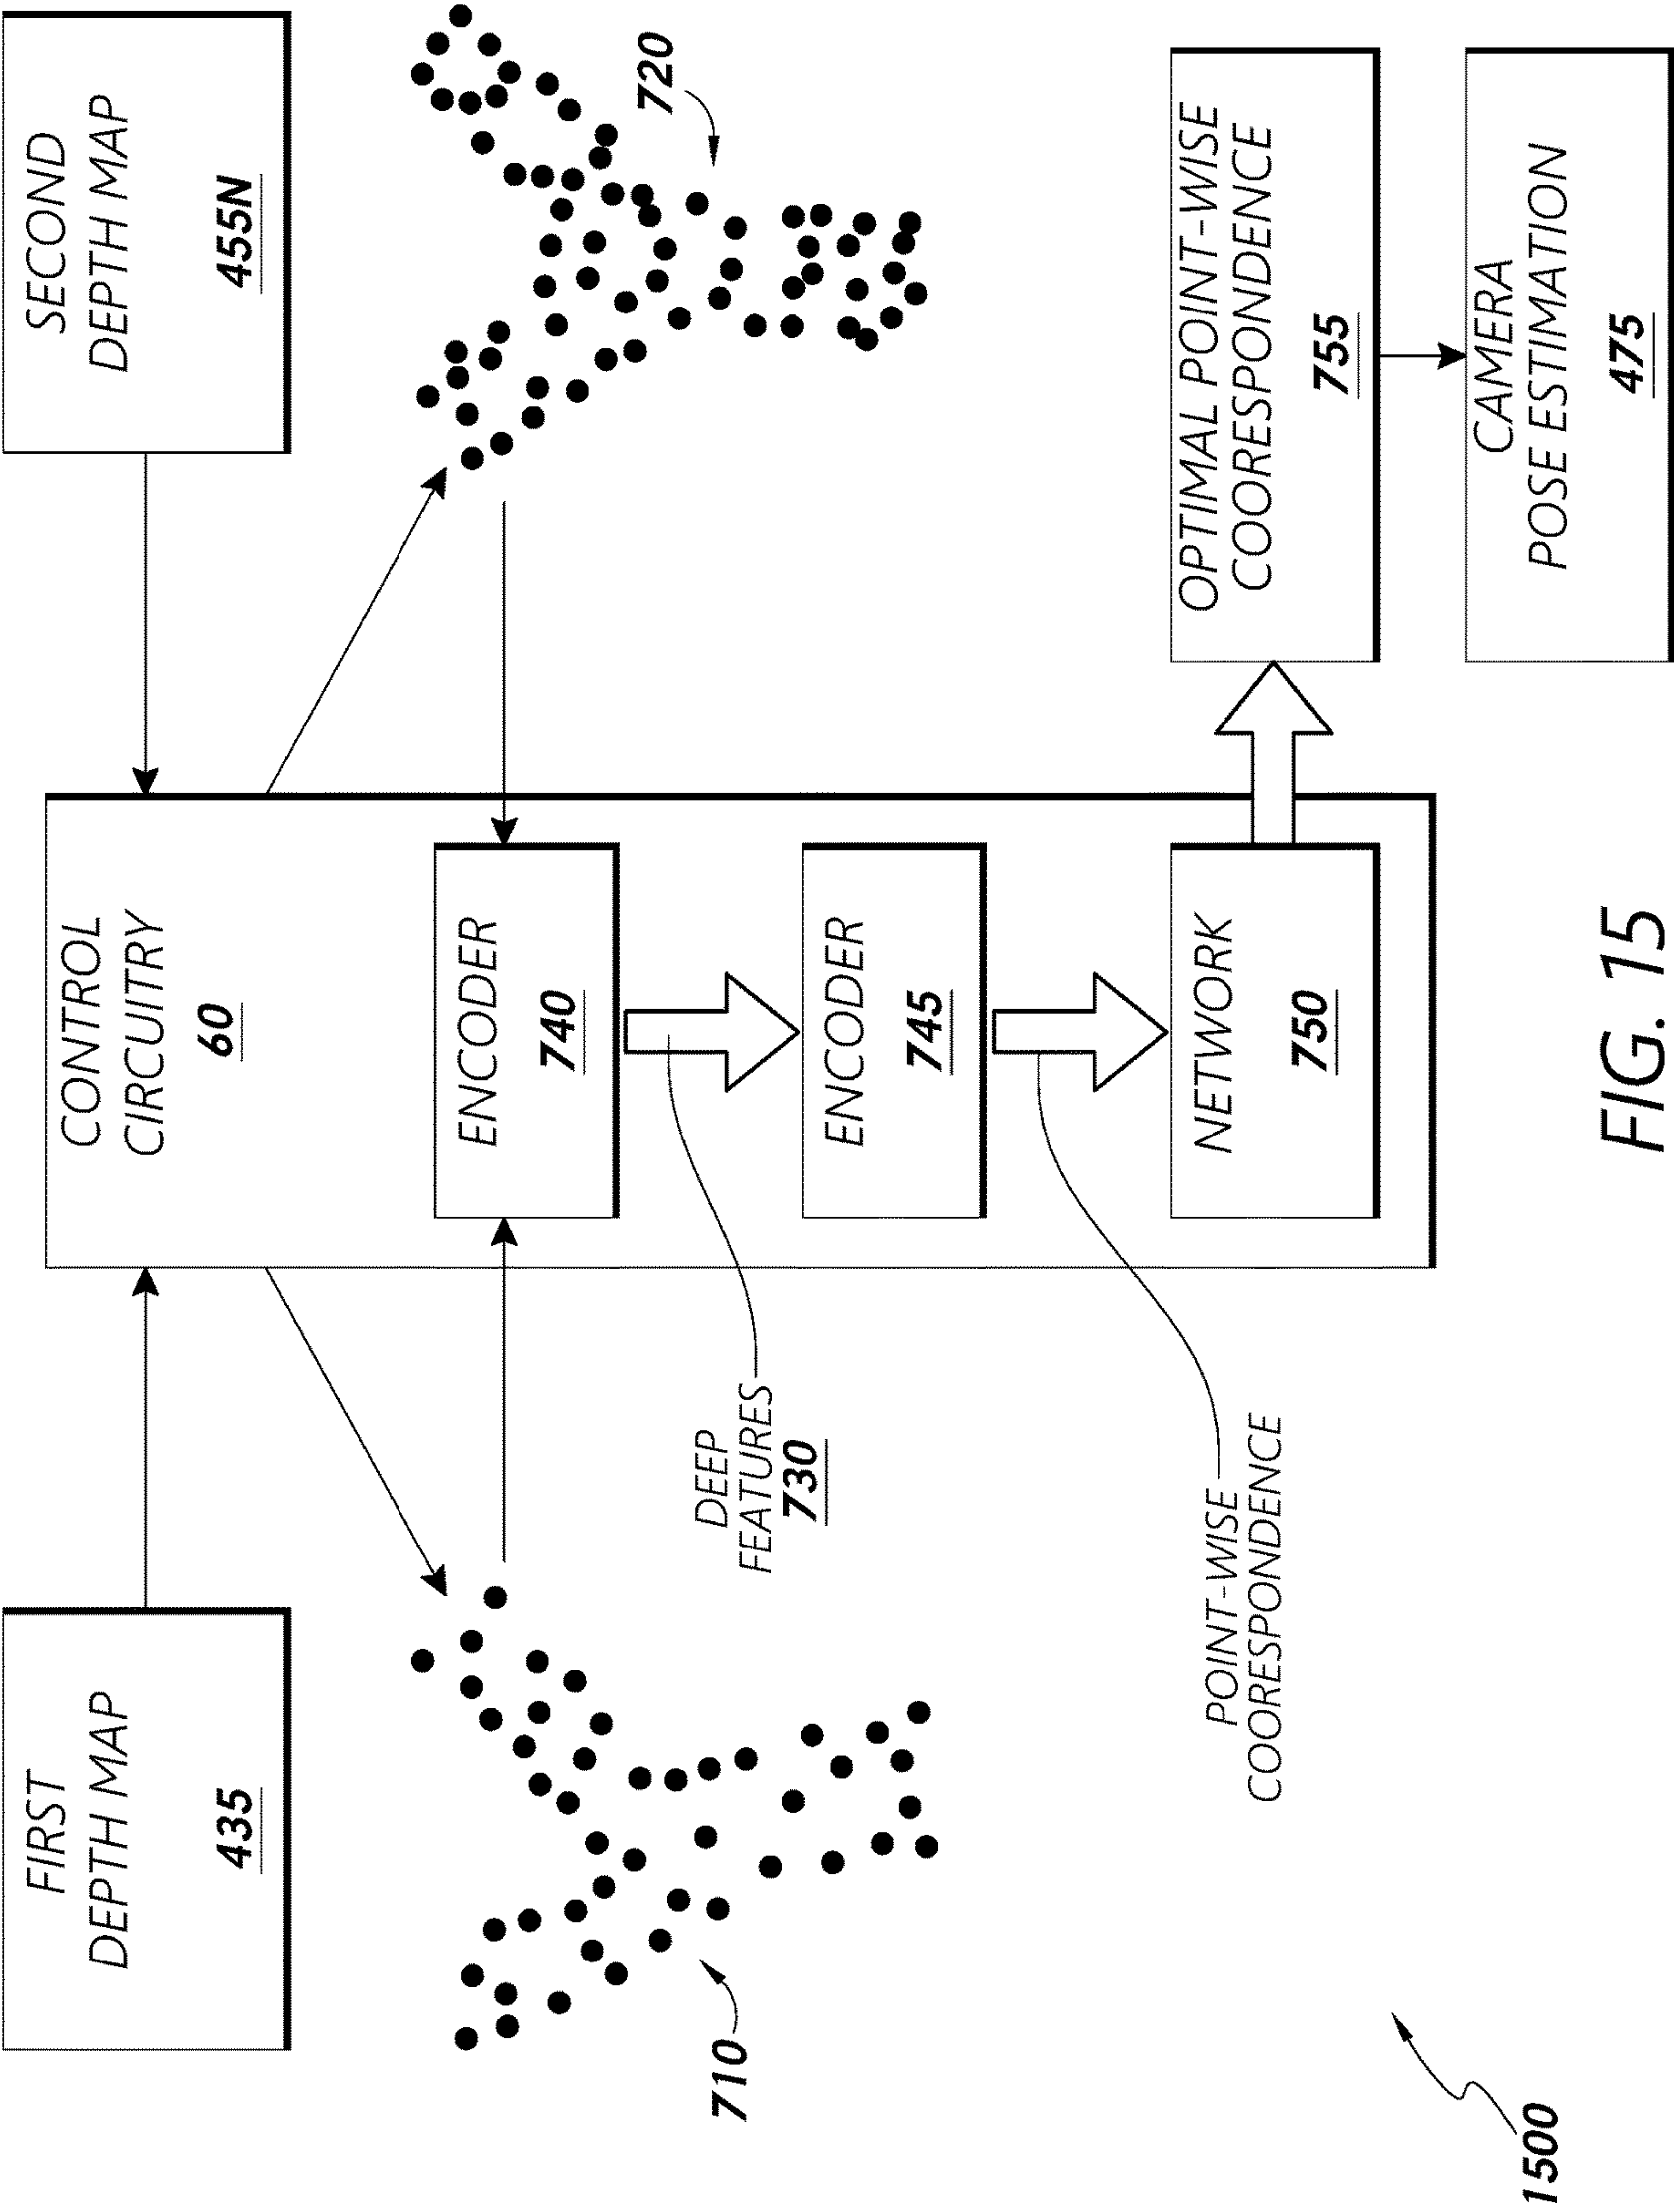 FIRST
DEPTH MAP
435
CONTROL
CIRCUITRY
60
SECOND
DEPTH MAP
455N
710
720
ENCODER
740
DEEP
FEATURES
730
ENCODER
745
POINT-WISE
COORESPONDENCE
NETWORK
750
OPTIMAL POINT-WISE
COORESPONDENCE
755
CAMERA
POSE ESTIMATION
475
1500
FIG. 15